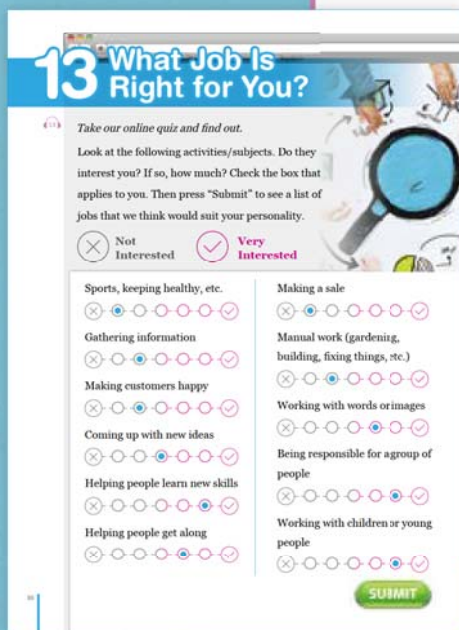 13 What Job Is
Right for You?
Take our online quiz and find out.
Look at the following activities/subjects. Do they
interest you? If so, how much? Check the box that
applies to you. Then press “Submit” to see a list of
jobs that we think would suit your personality.
Not
Interested
Very
Interested
Sports, keeping healthy, etc.
Gathering information
Making customers happy
Coming up with new ideas
Helping people learn new skills
Helping people get along
Making a sale
Manual work (gardening,
building, fixing things, etc.)
Working with words or images
Being responsible for a group of
people
Working with children or young
people
SUBMIT